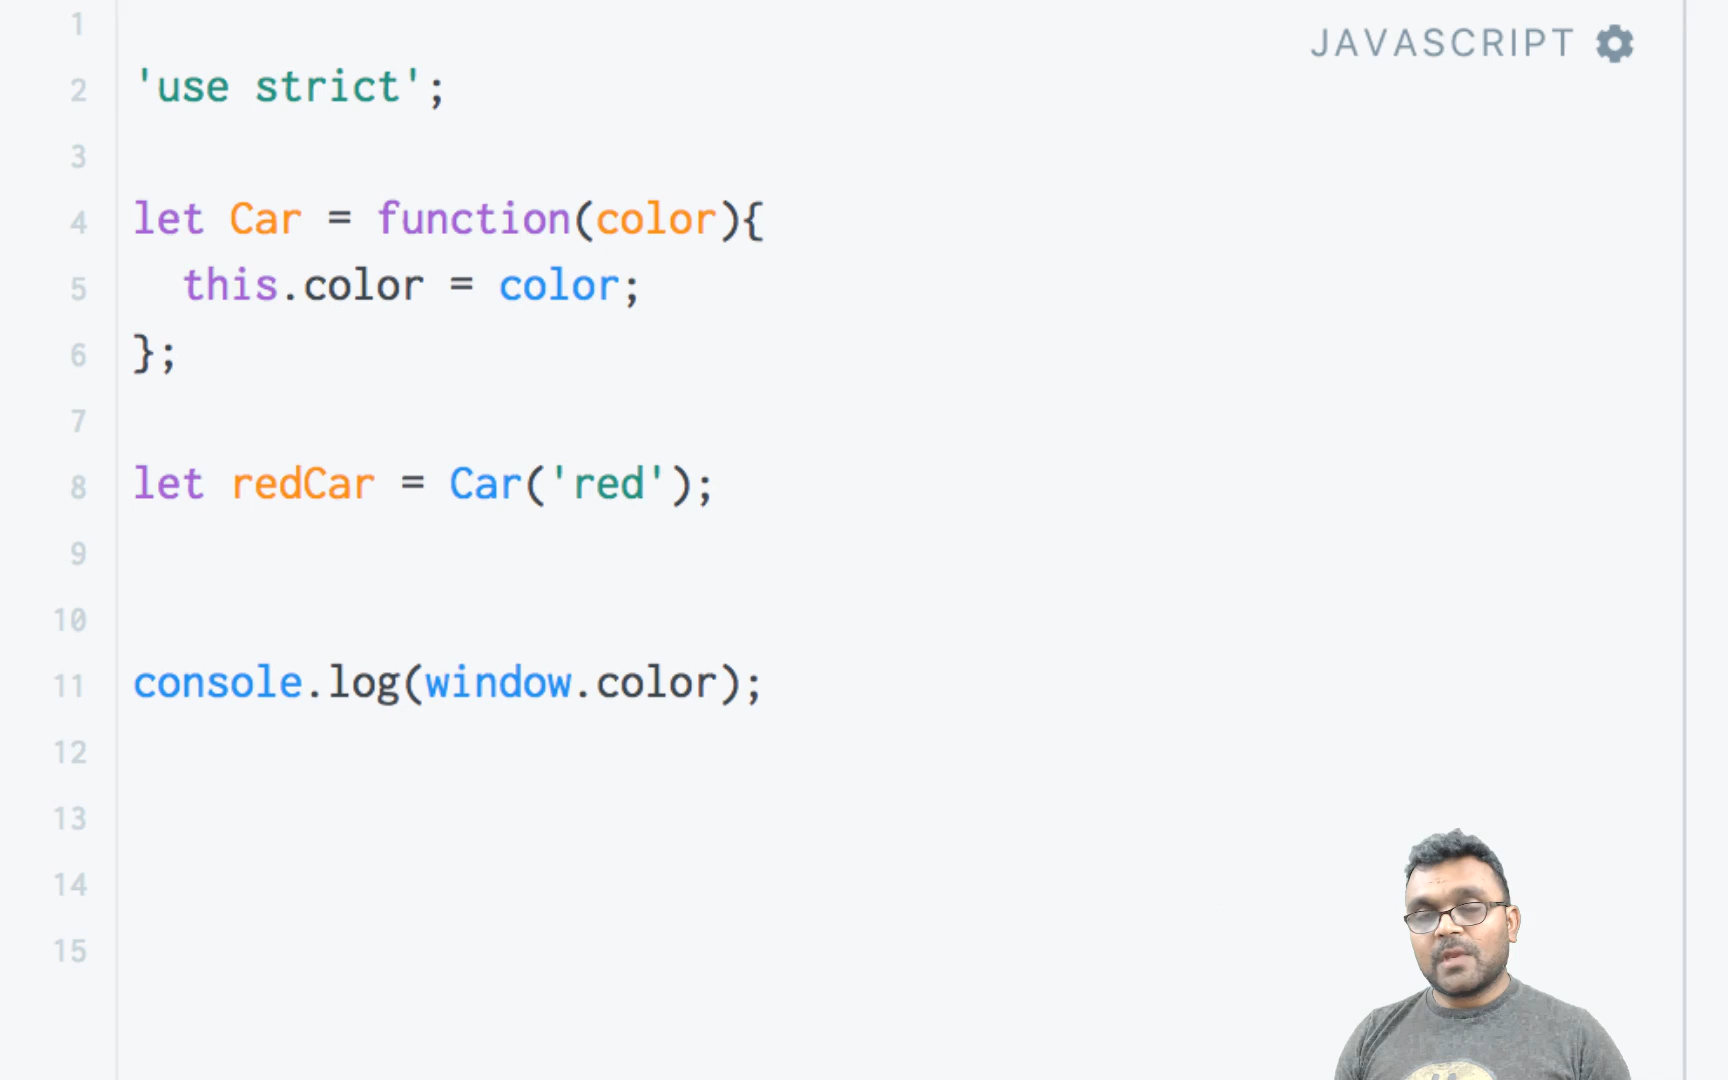 JAVASCRIPT
1
2 'use strict';
3
4 let Car = function(color){
5 this.color = color;
6 };
7
8 let redCar = Car('red');
9
10
11 console.log(window.color);
12
13
14
15